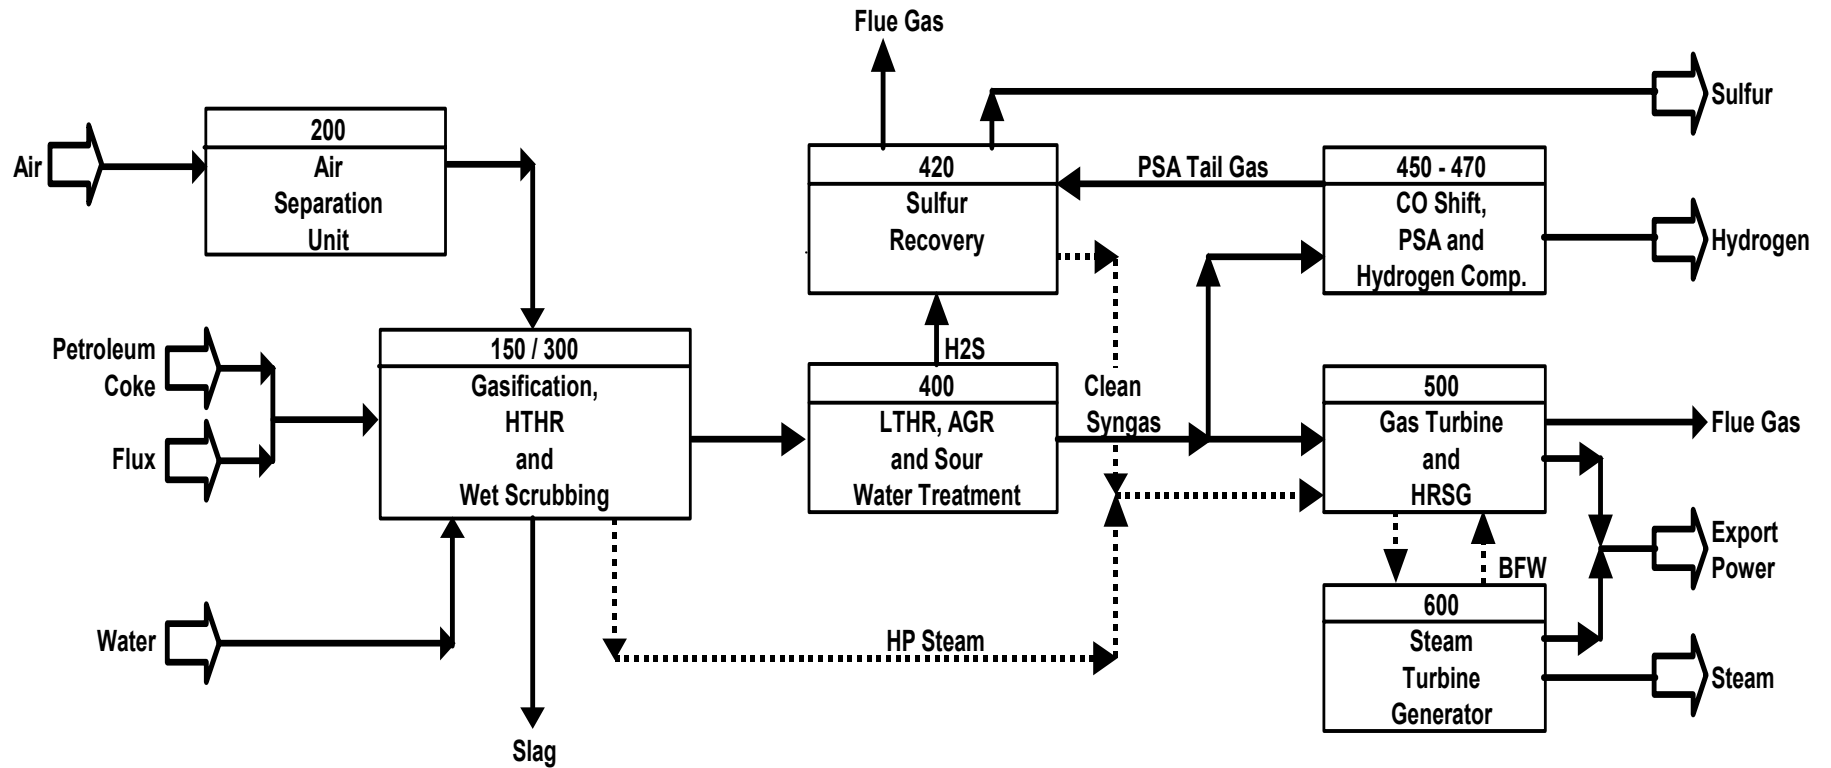 Flue Gas
Sulfur
200
Air
Separation
Unit
Air
420
Sulfur
Recovery
PSA Tail Gas
450 - 470
CO Shift,
PSA and
Hydrogen Comp.
Hydrogen
Petroleum
Coke
Flux
150 / 300
Gasification,
HTHR
and
Wet Scrubbing
H2S
400
LTHR, AGR
and Sour
Water Treatment
Clean
Syngas
500
Gas Turbine
and
HRSG
Flue Gas
Export
Power
BFW
600
Steam
Turbine
Generator
Steam
Water
HP Steam
Slag